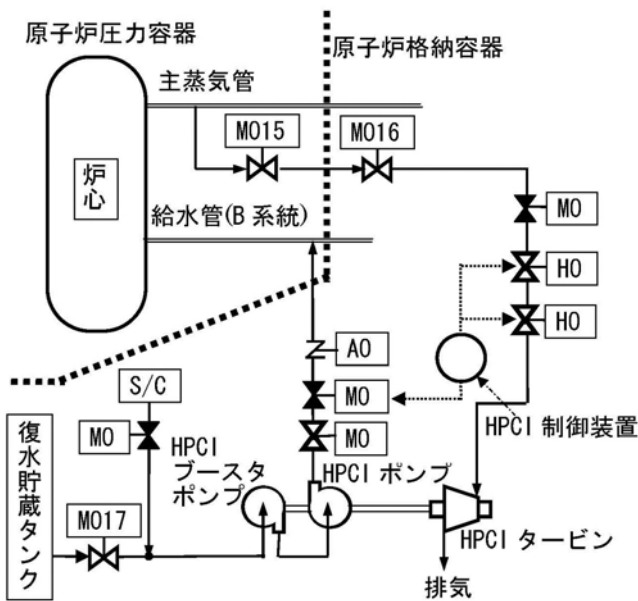 原子炉圧力容器
原子炉格納容器
主蒸気管
MO15
MO16
炉心
MO
給水管(B 系統)
HO
HO
AO
S/C
MO
MO
HPCI 制御装置
MO
HPCI
ブースタ
ポンプ
HPCI ポンプ
復水貯蔵タンク
MO17
HPCI タービン
排気